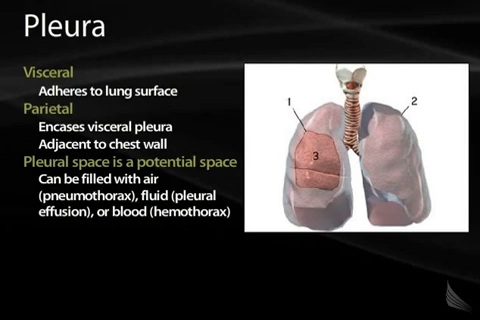 Pleura
Visceral
Adheres to lung surface
Parietal
Encases visceral pleura
Adjacent to chest wall
Pleural space is a potential space
Can be filled with air
(pneumothorax), fluid (pleural
effusion), or blood (hemothorax)
1
2
3